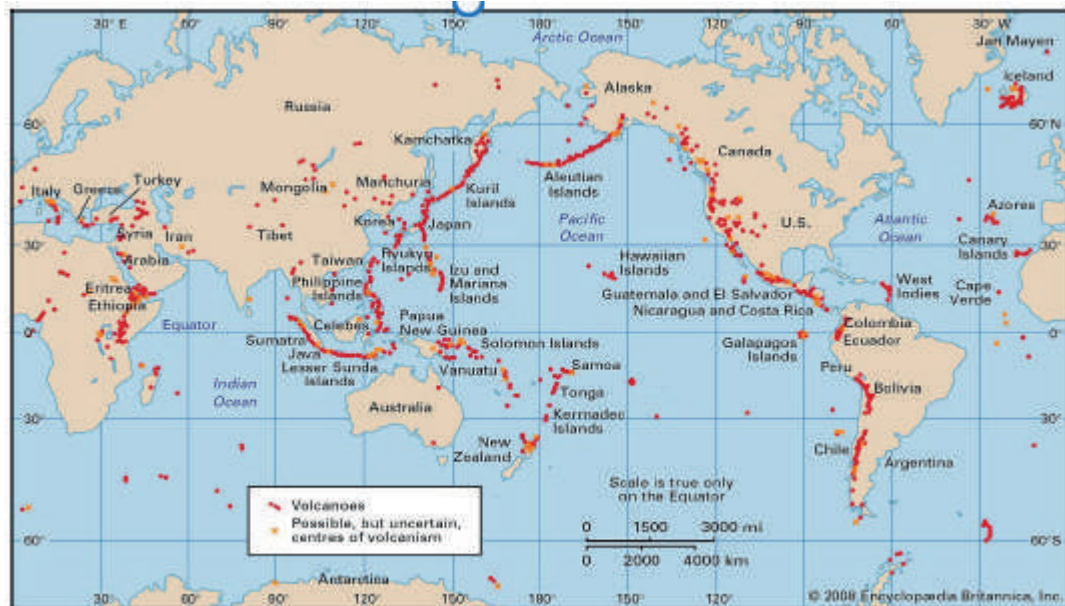 30° E
60°
90°
120°
150°
180°
150°
120°
90°
60°
30° W
Arctic Ocean
Jan Mayen
Iceland
Alaska
Russia
60°
60°N
Kamchatka
Canada
Italy
Greece
Turkey
Mongolia
Manchuria
Kuril
Islands
Aleutian
Islands
Azores
Korea
Japan
Pacific
Ocean
U.S.
Atlantic
Ocean
Syria
Iran
Tibet
30°
30°
Canary
Islands
Arabia
Taiwan
Ryukyu
Islands
Hawaiian
Islands
Philippine
Islands
Izu and
Mariana
Islands
West
Indies
Cape
Verde
Eritrea
Ethiopia
Guatemala and El Salvador
Nicaragua and Costa Rica
Equator
Celebes
Papua
New Guinea
Colombia
Ecuador
0°
0°
Sumatra
Java
Lesser Sunda
Islands
Solomon Islands
Galapagos
Islands
Vanuatu
Samoa
Peru
Indian
Ocean
Tonga
Bolivia
Australia
30°
Kermadec
Islands
30°
New
Zealand
Chile
Argentina
Scale is true only
on the Equator
Volcanoes
Possible, but uncertain,
centres of volcanism
0 1500 3000 mi
0 2000 4000 km
60°
60°S
Antarctica
30°
60°
90°
120°
150°
180°
150°
120°
90°
© 2008 Encyclopædia Britannica, Inc.